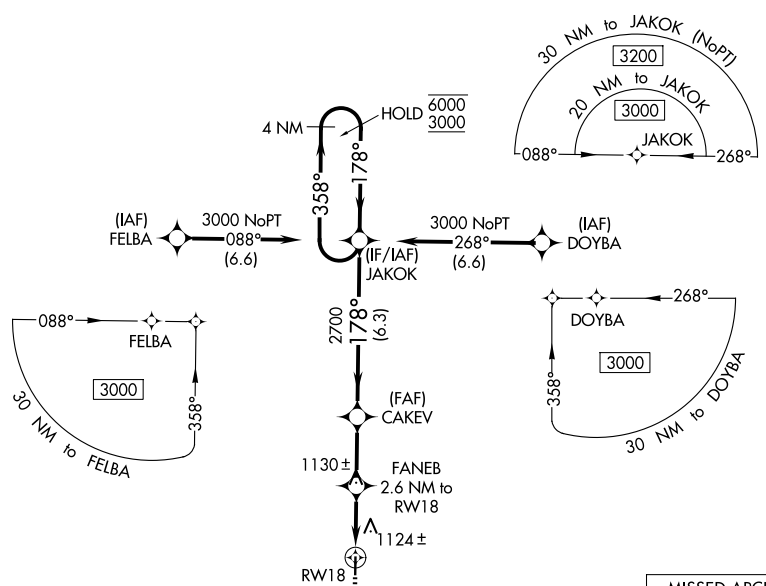 30 NM to JAKOK (NoPT)
3200
20 NM to JAKOK
3000
JAKOK
088°
268°
HOLD
6000
3000
4 NM
358°
178°
(IAF)
FELBA
3000 NoPT
088°
(6.6)
(IF/IAF)
JAKOK
3000 NoPT
268°
(6.6)
(IAF)
DOYBA
2700
178°
(6.3)
088°
FELBA
3000
358°
30 NM to FELBA
268°
DOYBA
3000
358°
30 NM to DOYBA
(FAF)
CAKEV
1130±
FANEB
2.6 NM to
RW18
1124±
RW18